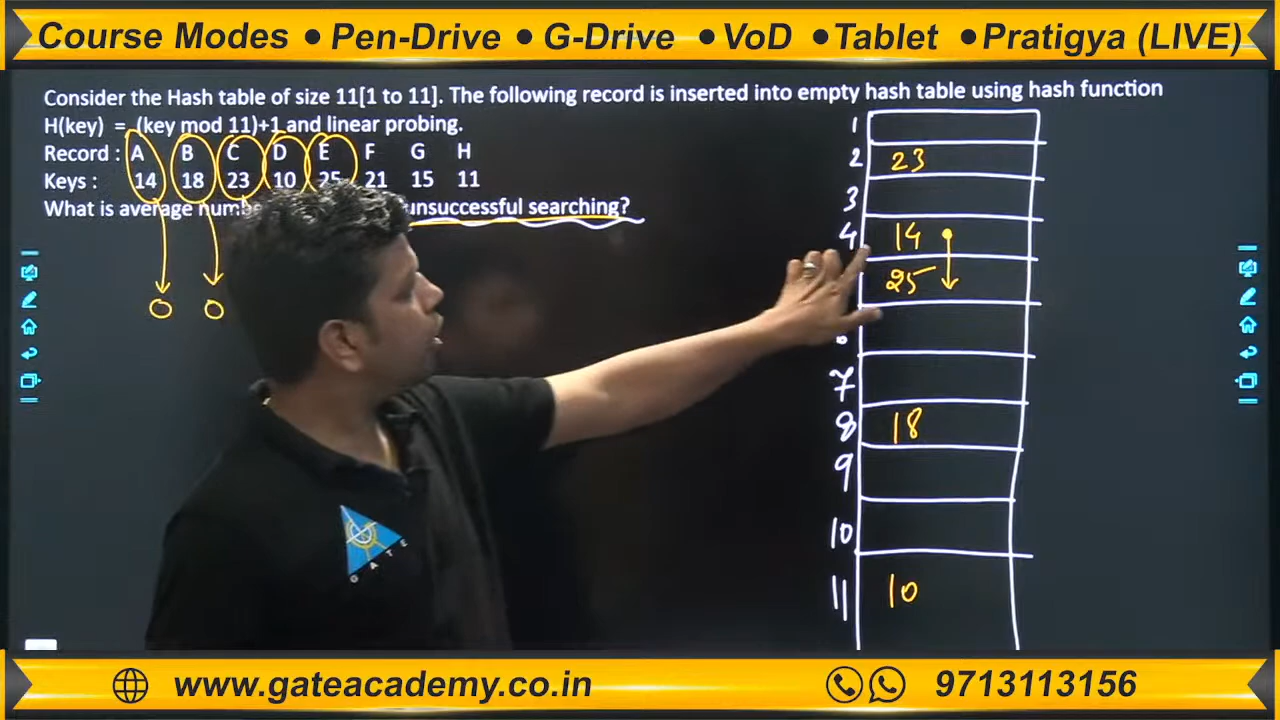 Course Modes • Pen-Drive • G-Drive • VoD • Tablet • Pratigya (LIVE)
Consider the Hash table of size 11[1 to 11]. The following record is inserted into empty hash table using hash function
H(key) = (key mod 11)+1 and linear probing.
Record : A B C D E F G H
Keys : 14 18 23 10 25 21 15 11
What is average unsuccessful searching?
1
2 23
3
4 14
25
7
8 18
9
10
11 10
GATE
www.gateacademy.co.in 9713113156